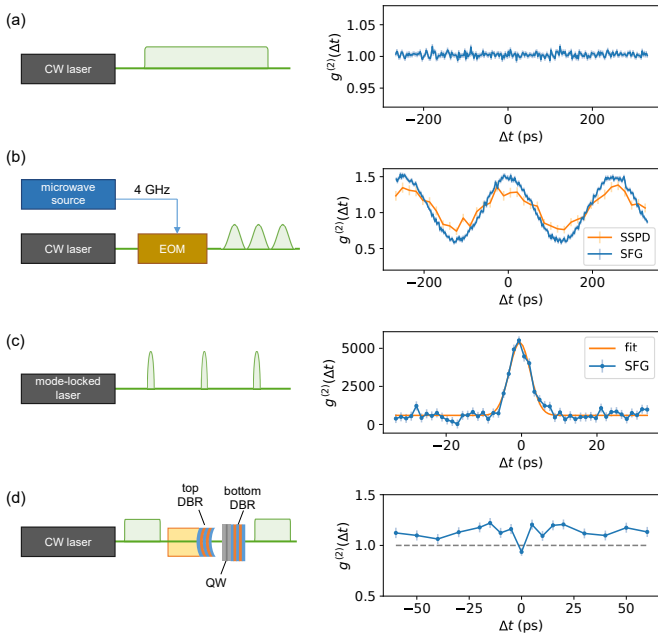 (a)
CW laser
1.05
1.00
0.95
g⁽²⁾(Δt)
−200
0
200
Δt (ps)
(b)
microwave
source
4 GHz
CW laser
EOM
1.5
1.0
0.5
g⁽²⁾(Δt)
SSPD
SFG
−200
0
200
Δt (ps)
(c)
mode-locked
laser
5000
2500
0
g⁽²⁾(Δt)
fit
SFG
−20
0
20
Δt (ps)
(d)
top
DBR
bottom
DBR
CW laser
QW
1.5
1.0
0.5
g⁽²⁾(Δt)
−50
−25
0
25
50
Δt (ps)